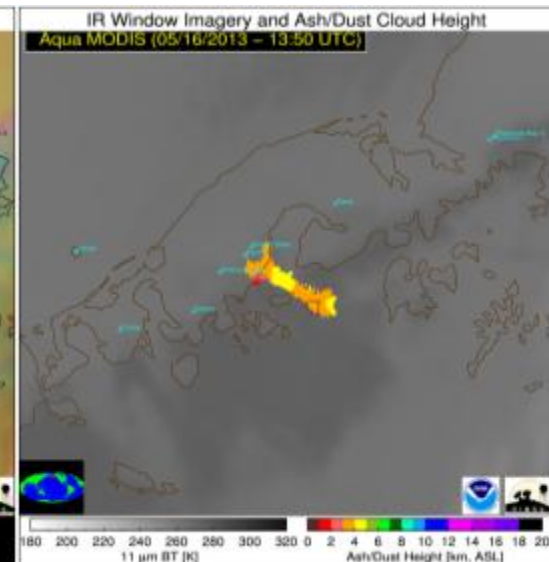 IR Window Imagery and Ash/Dust Cloud Height
Aqua MODIS (05/16/2013 – 13:50 UTC)
180 200 220 240 260 280 300 320
0 2 4 6 8 10 12 14 16 18 20
11 µm BT [K]
Ash/Dust Height [km, ASL]